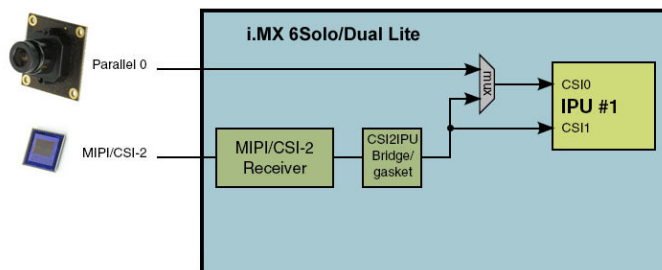 i.MX 6Solo/Dual Lite
Parallel 0
mux
CSI0
IPU #1
CSI1
MIPI/CSI-2
MIPI/CSI-2
Receiver
CSI2IPU
Bridge/
gasket